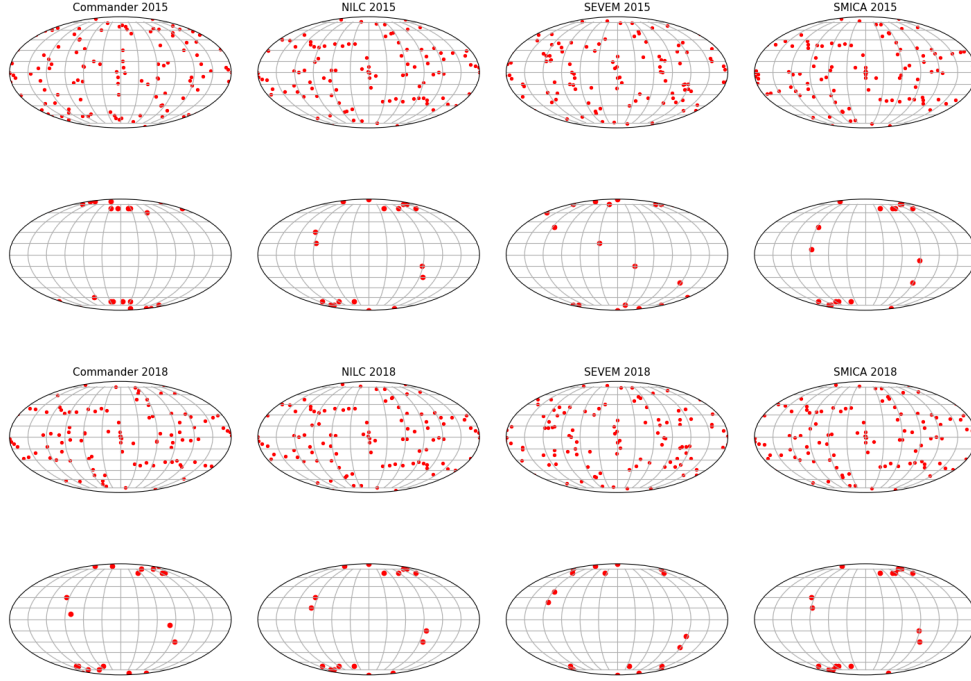 Commander 2015
NILC 2015
SEVEM 2015
SMICA 2015
Commander 2018
NILC 2018
SEVEM 2018
SMICA 2018